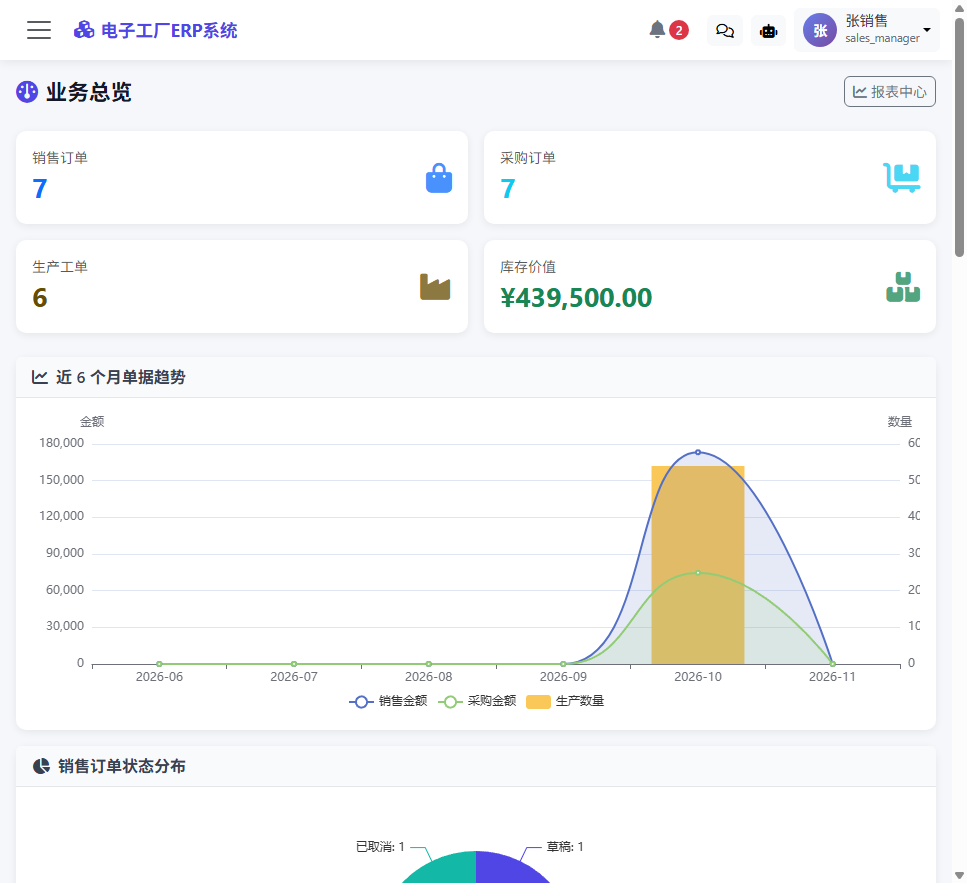 电子工厂ERP系统
2
张
张销售
sales_manager
业务总览
报表中心
销售订单
7
采购订单
7
生产工单
6
库存价值
¥439,500.00
近 6 个月单据趋势
金额
数量
180,000
150,000
120,000
90,000
60,000
30,000
0
60
50
40
30
20
10
0
2026-06
2026-07
2026-08
2026-09
2026-10
2026-11
销售金额
采购金额
生产数量
销售订单状态分布
已取消: 1
草稿: 1